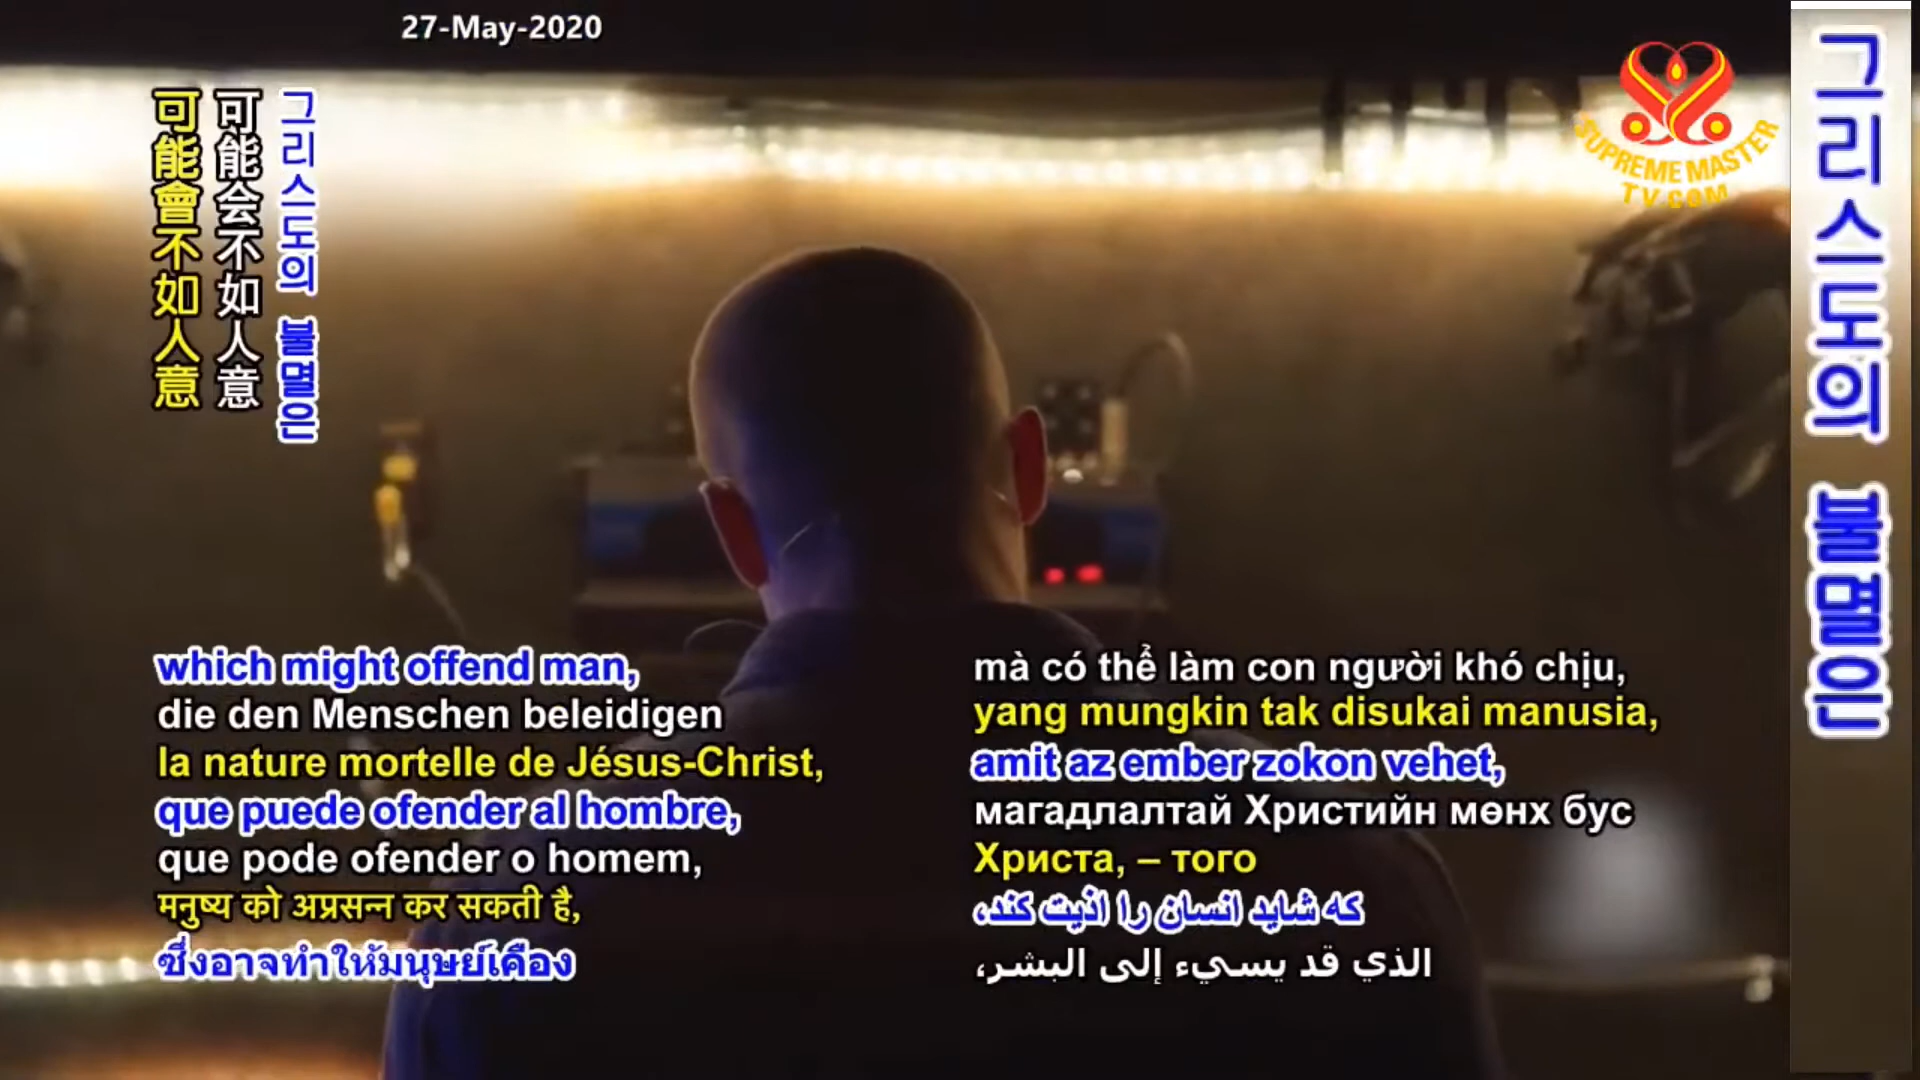 27-May-2020
SUPREME MASTER
TV.COM
可能會不如人意
可能会不如人意
그리스도의 불멸은
그리스도의 불멸은
which might offend man,
die den Menschen beleidigen
la nature mortelle de Jésus-Christ,
que puede ofender al hombre,
que pode ofender o homem,
मनुष्य को अप्रसन्न कर सकती है,
ซึ่งอาจทำให้มนุษย์เคือง
mà có thể làm con người khó chịu,
yang mungkin tak disukai manusia,
amit az ember zokon vehet,
магадлалтай Христийн мөнх бус
Христа, – того
که شاید انسان را اذیت کند،
الذي قد يسيء إلى البشر،